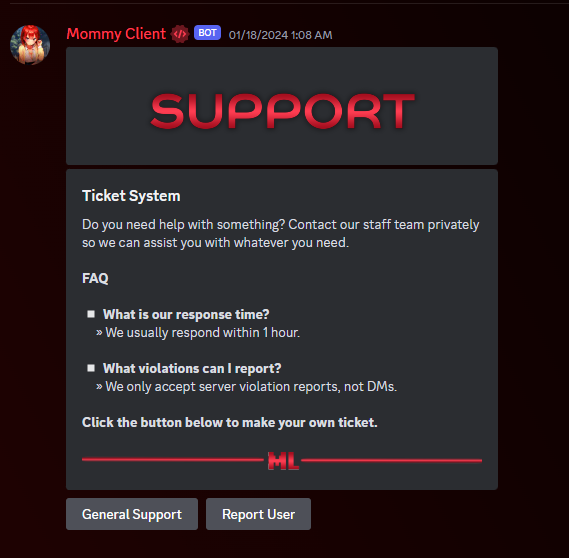 Mommy Client </> BOT 01/18/2024 1:08 AM
SUPPORT
Ticket System
Do you need help with something? Contact our staff team privately
so we can assist you with whatever you need.
FAQ
What is our response time?
» We usually respond within 1 hour.
What violations can I report?
» We only accept server violation reports, not DMs.
Click the button below to make your own ticket.
ML
General Support Report User